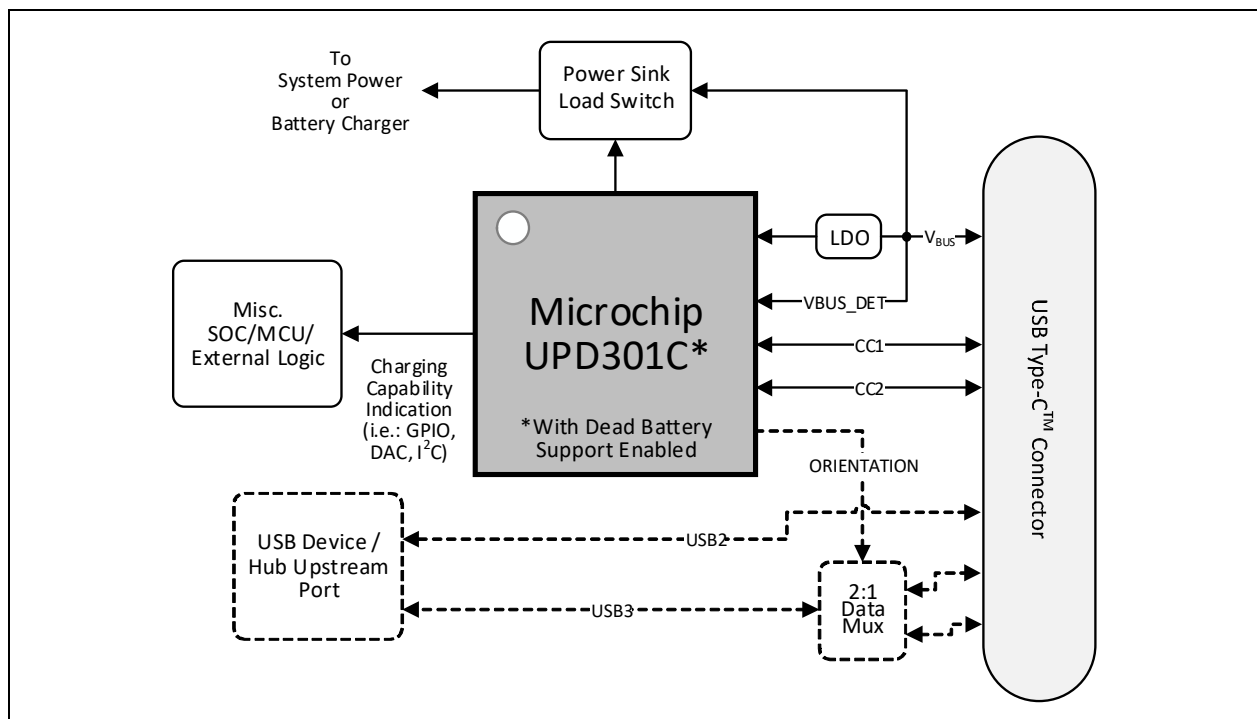 To
System Power
or
Battery Charger
Power Sink
Load Switch
LDO
VBUS
VBUS_DET
Misc.
SOC/MCU/
External Logic
Microchip
UPD301C*
CC1
CC2
Charging
Capability
Indication
(i.e.: GPIO,
DAC, I²C)
*With Dead Battery
Support Enabled
ORIENTATION
USB Type-C™ Connector
USB Device /
Hub Upstream
Port
USB2
USB3
2:1
Data
Mux